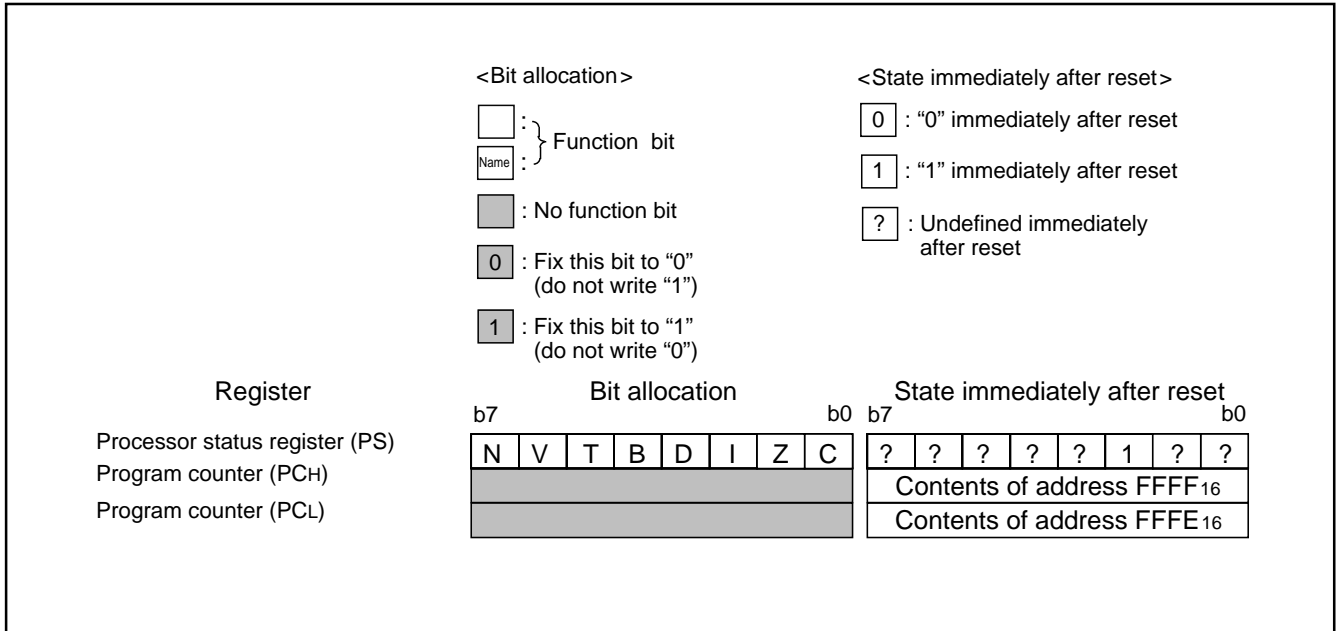 <Bit allocation>
:
Function bit
Name :
: No function bit
0 : Fix this bit to “0”
(do not write “1”)
1 : Fix this bit to “1”
(do not write “0”)
<State immediately after reset>
0 : “0” immediately after reset
1 : “1” immediately after reset
? : Undefined immediately
after reset
Register Bit allocation State immediately after reset
b7 b0 b7 b0
Processor status register (PS) N V T B D I Z C ? ? ? ? ? 1 ? ?
Program counter (PCH) Contents of address FFFF16
Program counter (PCL) Contents of address FFFE16